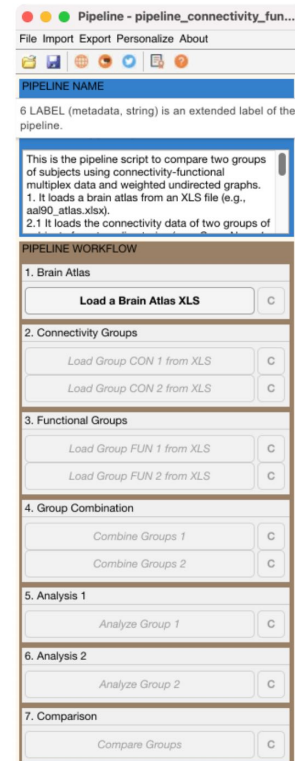 Pipeline - pipeline_connectivity_fun...
File Import Export Personalize About
PIPELINE NAME
6 LABEL (metadata, string) is an extended label of the
pipeline.
This is the pipeline script to compare two groups
of subjects using connectivity-functional
multiplex data and weighted undirected graphs.
1. It loads a brain atlas from an XLS file (e.g.,
aal90_atlas.xlsx).
2.1 It loads the connectivity data of two groups of
PIPELINE WORKFLOW
1. Brain Atlas
Load a Brain Atlas XLS C
2. Connectivity Groups
Load Group CON 1 from XLS C
Load Group CON 2 from XLS C
3. Functional Groups
Load Group FUN 1 from XLS C
Load Group FUN 2 from XLS C
4. Group Combination
Combine Groups 1 C
Combine Groups 2 C
5. Analysis 1
Analyze Group 1 C
6. Analysis 2
Analyze Group 2 C
7. Comparison
Compare Groups C